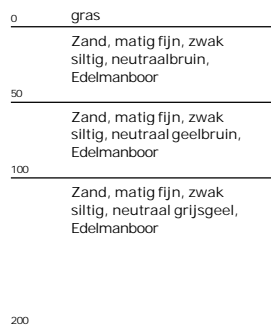 0 gras
Zand, matig fijn, zwak
siltig, neutraalbruin,
Edelmanboor
50
Zand, matig fijn, zwak
siltig, neutraal geelbruin,
Edelmanboor
100
Zand, matig fijn, zwak
siltig, neutraal grijsgeel,
Edelmanboor
200